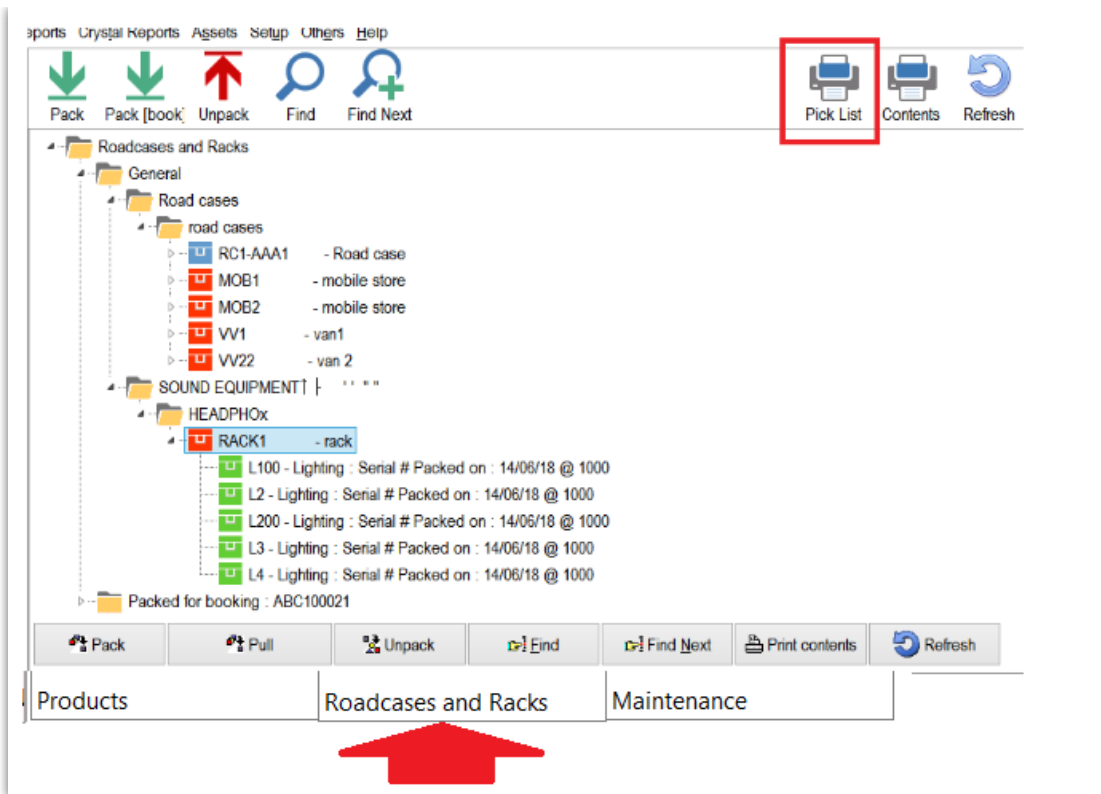 eports Crystal Reports Assets Setup Others Help
Pack Pack [book] Unpack Find Find Next Pick List Contents Refresh
Roadcases and Racks
General
Road cases
road cases
RC1-AAA1 - Road case
MOB1 - mobile store
MOB2 - mobile store
VV1 - van1
VV22 - van 2
SOUND EQUIPMENT↑├ '' " "
HEADPHOx
RACK1 - rack
L100 - Lighting : Serial # Packed on : 14/06/18 @ 1000
L2 - Lighting : Serial # Packed on : 14/06/18 @ 1000
L200 - Lighting : Serial # Packed on : 14/06/18 @ 1000
L3 - Lighting : Serial # Packed on : 14/06/18 @ 1000
L4 - Lighting : Serial # Packed on : 14/06/18 @ 1000
Packed for booking : ABC100021
Pack Pull Unpack Find Find Next Print contents Refresh
Products Roadcases and Racks Maintenance